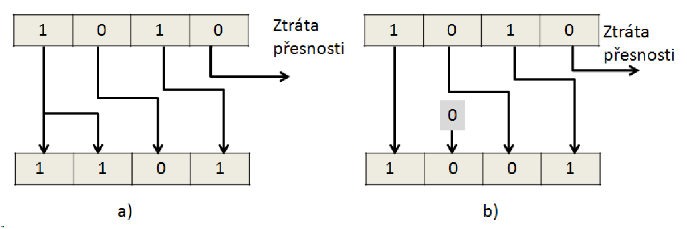 1 0 1 0
Ztráta
přesnosti
1 1 0 1
a)
1 0 1 0
Ztráta
přesnosti
0
1 0 0 1
b)